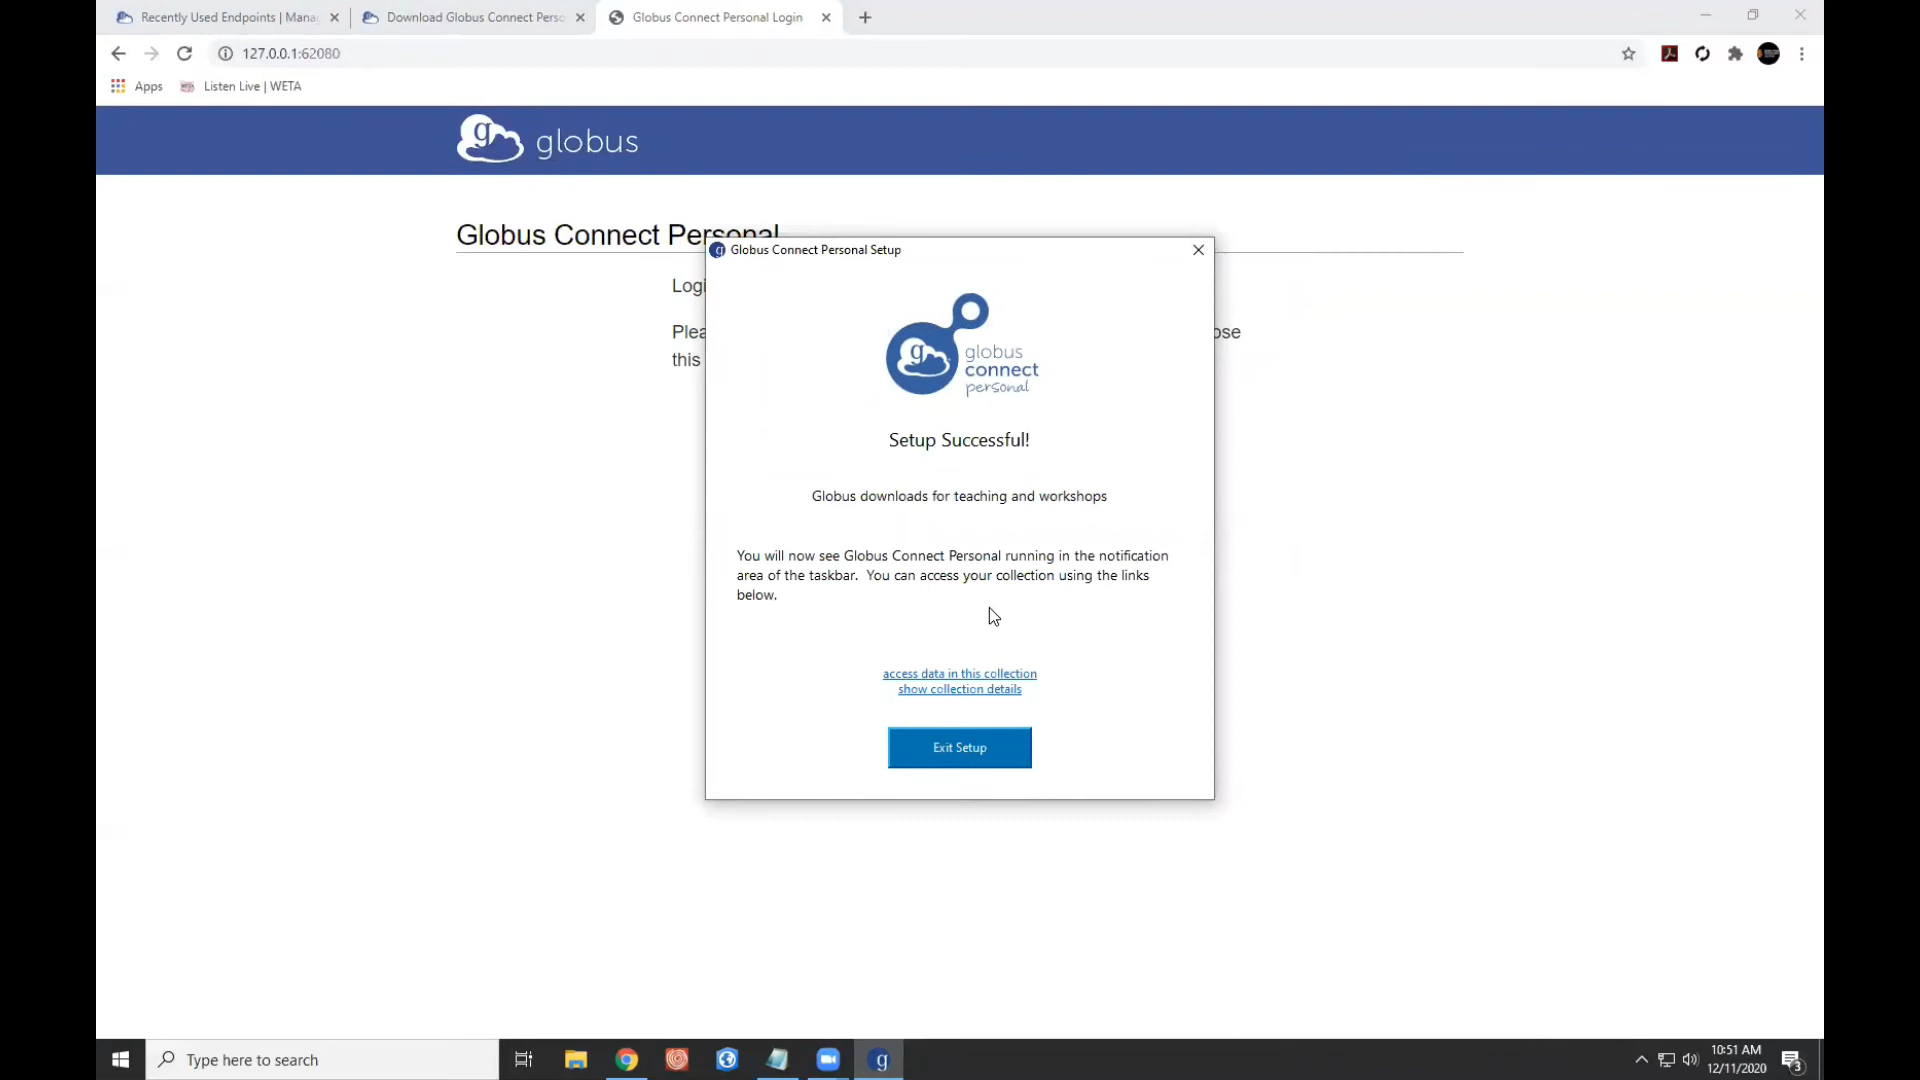 Recently Used Endpoints | Mana
Download Globus Connect Perso
Globus Connect Personal Login
127.0.0.1:62080
Apps
Listen Live | WETA
globus
Globus Connect Personal
Globus Connect Personal Setup
Logi
Plea
ose
this
globus
connect
personal
Setup Successful!
Globus downloads for teaching and workshops
You will now see Globus Connect Personal running in the notification
area of the taskbar. You can access your collection using the links
below.
access data in this collection
show collection details
Exit Setup
Type here to search
10:51 AM
12/11/2020
3